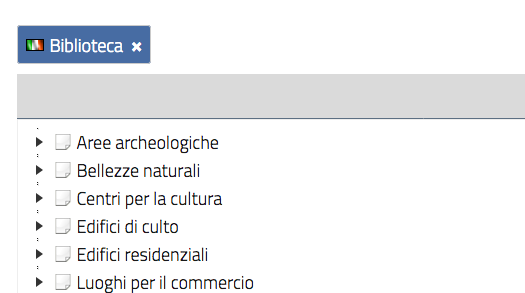 Biblioteca
Aree archeologiche
Bellezze naturali
Centri per la cultura
Edifici di culto
Edifici residenziali
Luoghi per il commercio